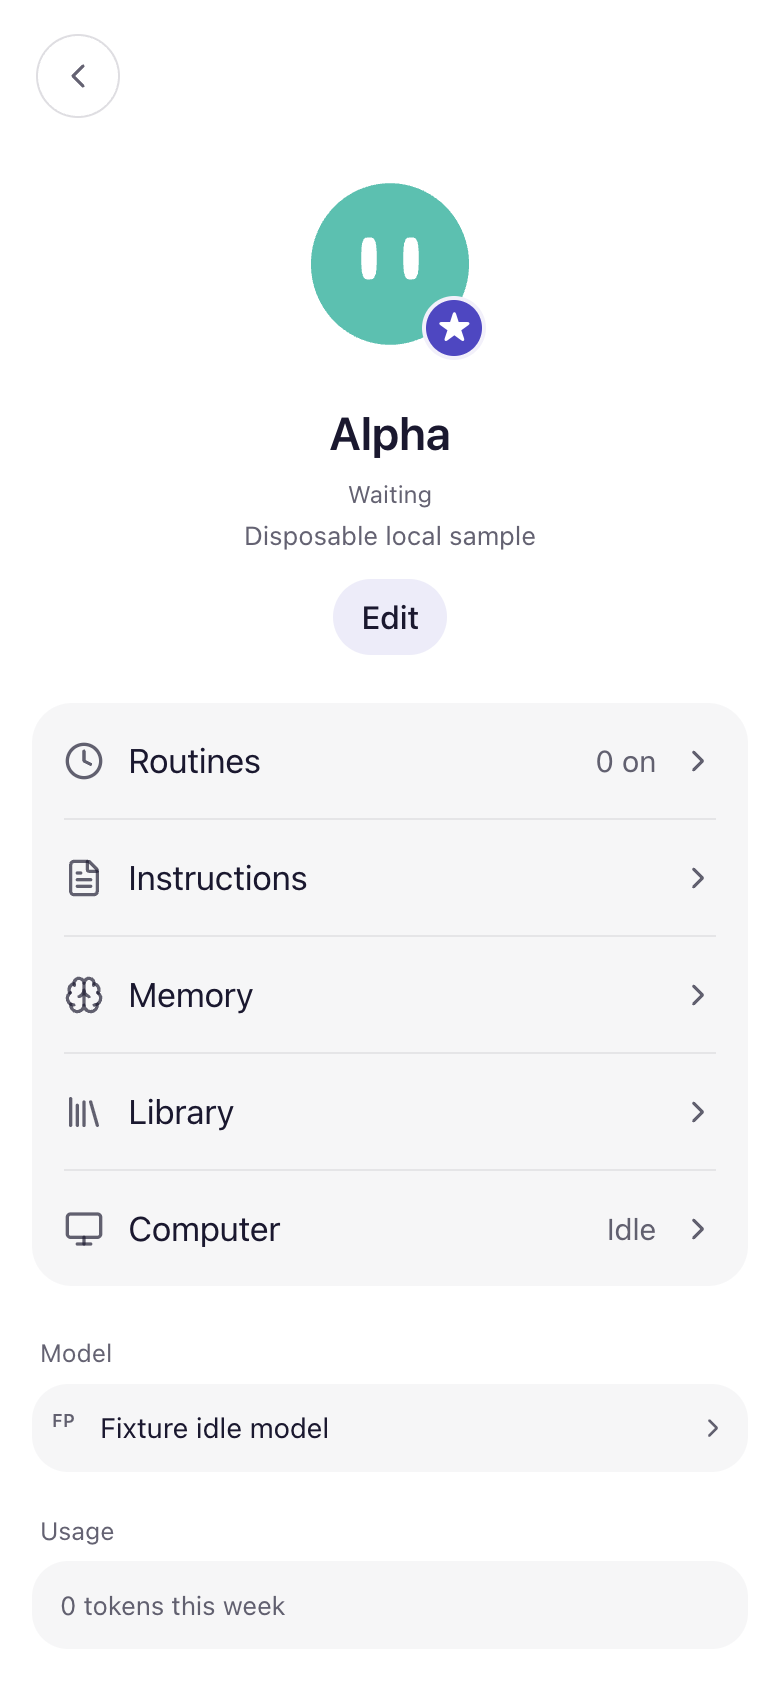 Alpha
Waiting
Disposable local sample
Edit
Routines 0 on
Instructions
Memory
Library
Computer Idle
Model
FP Fixture idle model
Usage
0 tokens this week